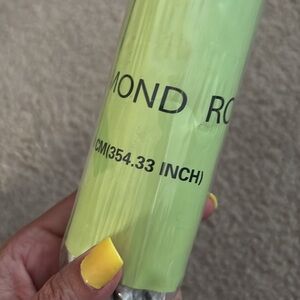 MOND RO
CM(354.33 INCH)